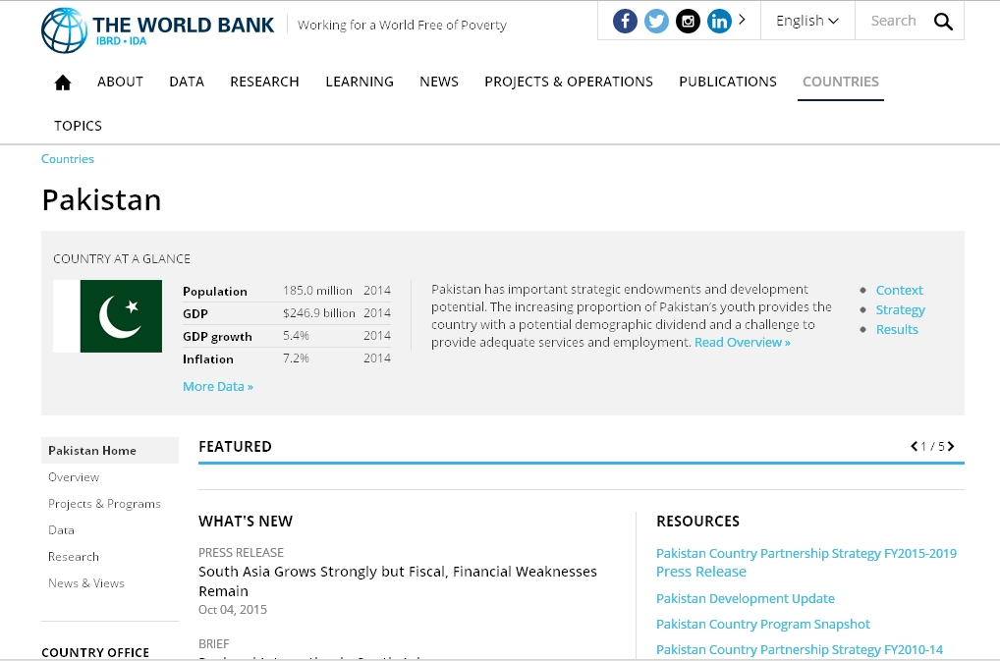 THE WORLD BANK
IBRD • IDA
Working for a World Free of Poverty
English
Search
ABOUT DATA RESEARCH LEARNING NEWS PROJECTS & OPERATIONS PUBLICATIONS COUNTRIES
TOPICS
Countries
Pakistan
COUNTRY AT A GLANCE
Population 185.0 million 2014
GDP $246.9 billion 2014
GDP growth 5.4% 2014
Inflation 7.2% 2014
More Data »
Pakistan has important strategic endowments and development
potential. The increasing proportion of Pakistan's youth provides the
country with a potential demographic dividend and a challenge to
provide adequate services and employment. Read Overview »
Context
Strategy
Results
Pakistan Home
Overview
Projects & Programs
Data
Research
News & Views
COUNTRY OFFICE
FEATURED
1 / 5
WHAT'S NEW
PRESS RELEASE
South Asia Grows Strongly but Fiscal, Financial Weaknesses
Remain
Oct 04, 2015
BRIEF
RESOURCES
Pakistan Country Partnership Strategy FY2015-2019
Press Release
Pakistan Development Update
Pakistan Country Program Snapshot
Pakistan Country Partnership Strategy FY2010-14